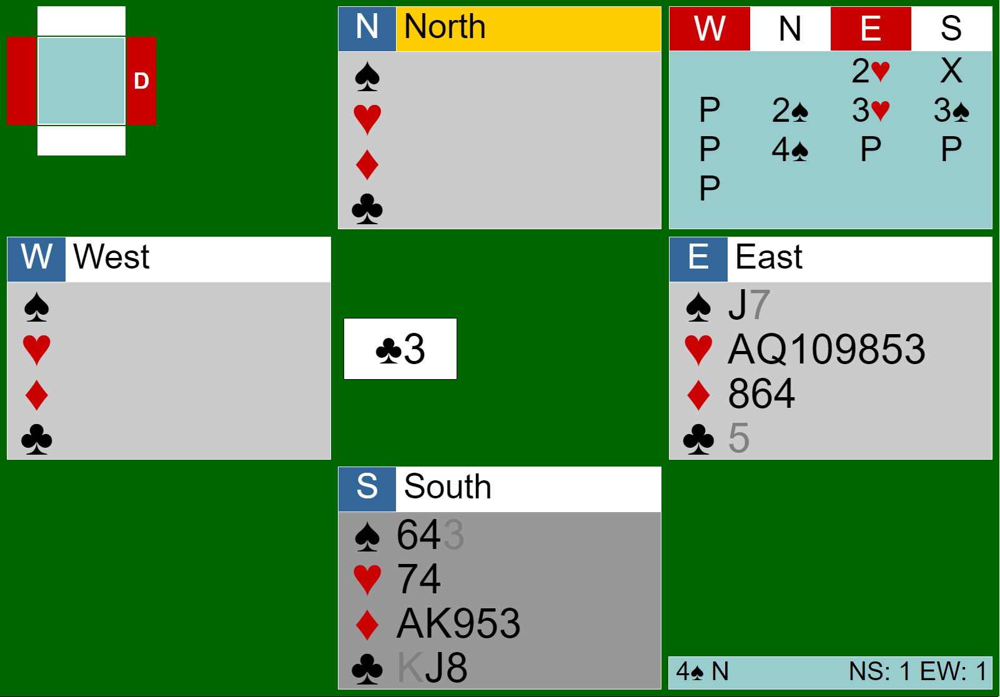 D
N North
♠
♥
♦
♣
W N E S
2♥ X
P 2♠ 3♥ 3♠
P 4♠ P P
P
W West
♠
♥
♦
♣
♣3
E East
♠ J7
♥ AQ109853
♦ 864
♣ 5
S South
♠ 643
♥ 74
♦ AK953
♣ KJ8
4♠ N NS: 1 EW: 1